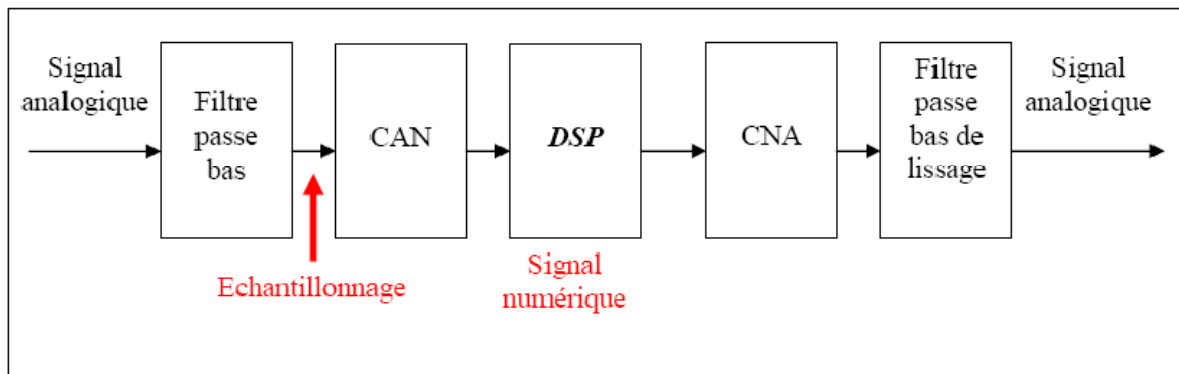 Signal
analogique
Filtre
passe
bas
CAN
DSP
CNA
Filtre
passe
bas de
lissage
Signal
analogique
Echantillonnage
Signal
numérique